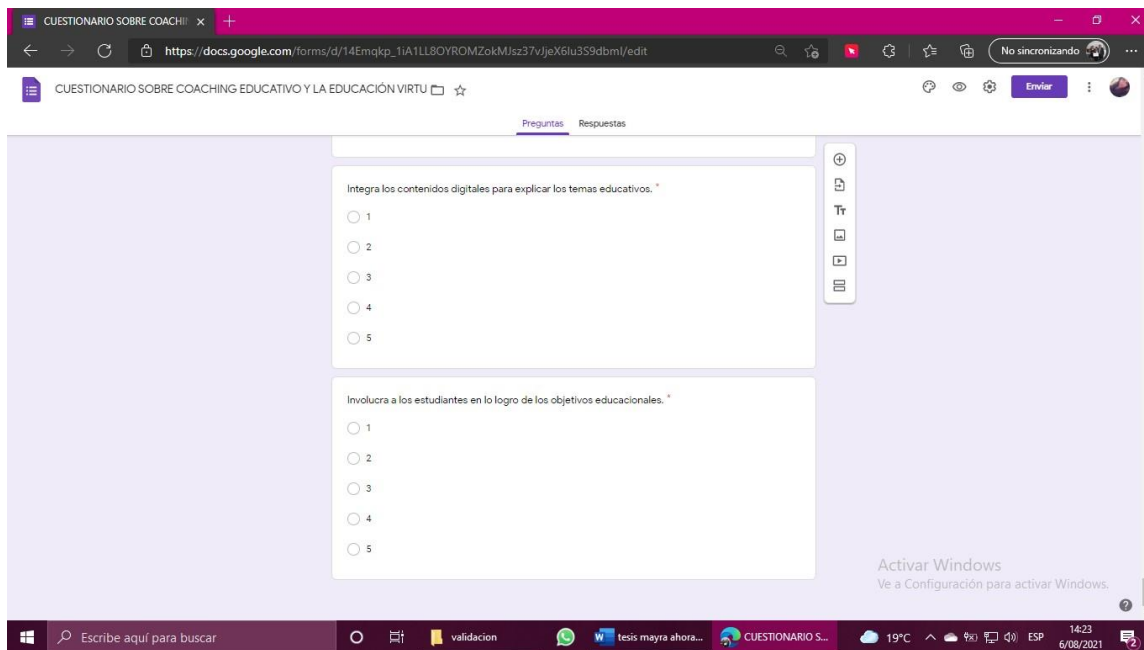 CUESTIONARIO SOBRE COACHI
https://docs.google.com/forms/d/14Emqkp_1iA1LL8OYROMZokMJsz37vJjeX6Iu3S9dbmI/edit
No sincronizando
CUESTIONARIO SOBRE COACHING EDUCATIVO Y LA EDUCACIÓN VIRTU
Enviar
Preguntas Respuestas
Integra los contenidos digitales para explicar los temas educativos. *
1
2
3
4
5
Involucra a los estudiantes en lo logro de los objetivos educacionales. *
1
2
3
4
5
Activar Windows
Ve a Configuración para activar Windows.
Escribe aquí para buscar
validacion
tesis mayra ahora...
CUESTIONARIO S...
19°C
ESP
14:23
6/08/2021
2